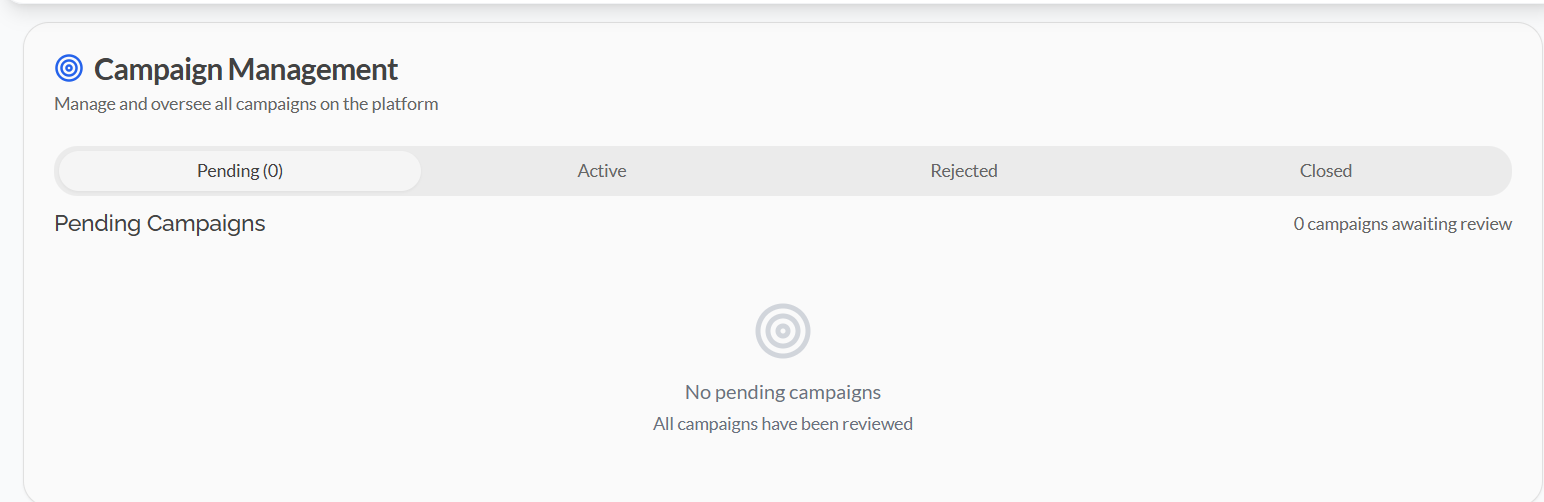 Campaign Management
Manage and oversee all campaigns on the platform
Pending (0) Active Rejected Closed
Pending Campaigns 0 campaigns awaiting review
No pending campaigns
All campaigns have been reviewed